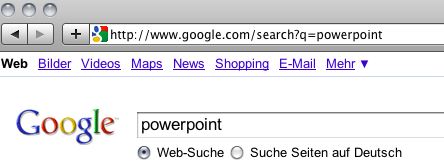 http://www.google.com/search?q=powerpoint
Web Bilder Videos Maps News Shopping E-Mail Mehr ▼
Google™ powerpoint
Web-Suche Suche Seiten auf Deutsch